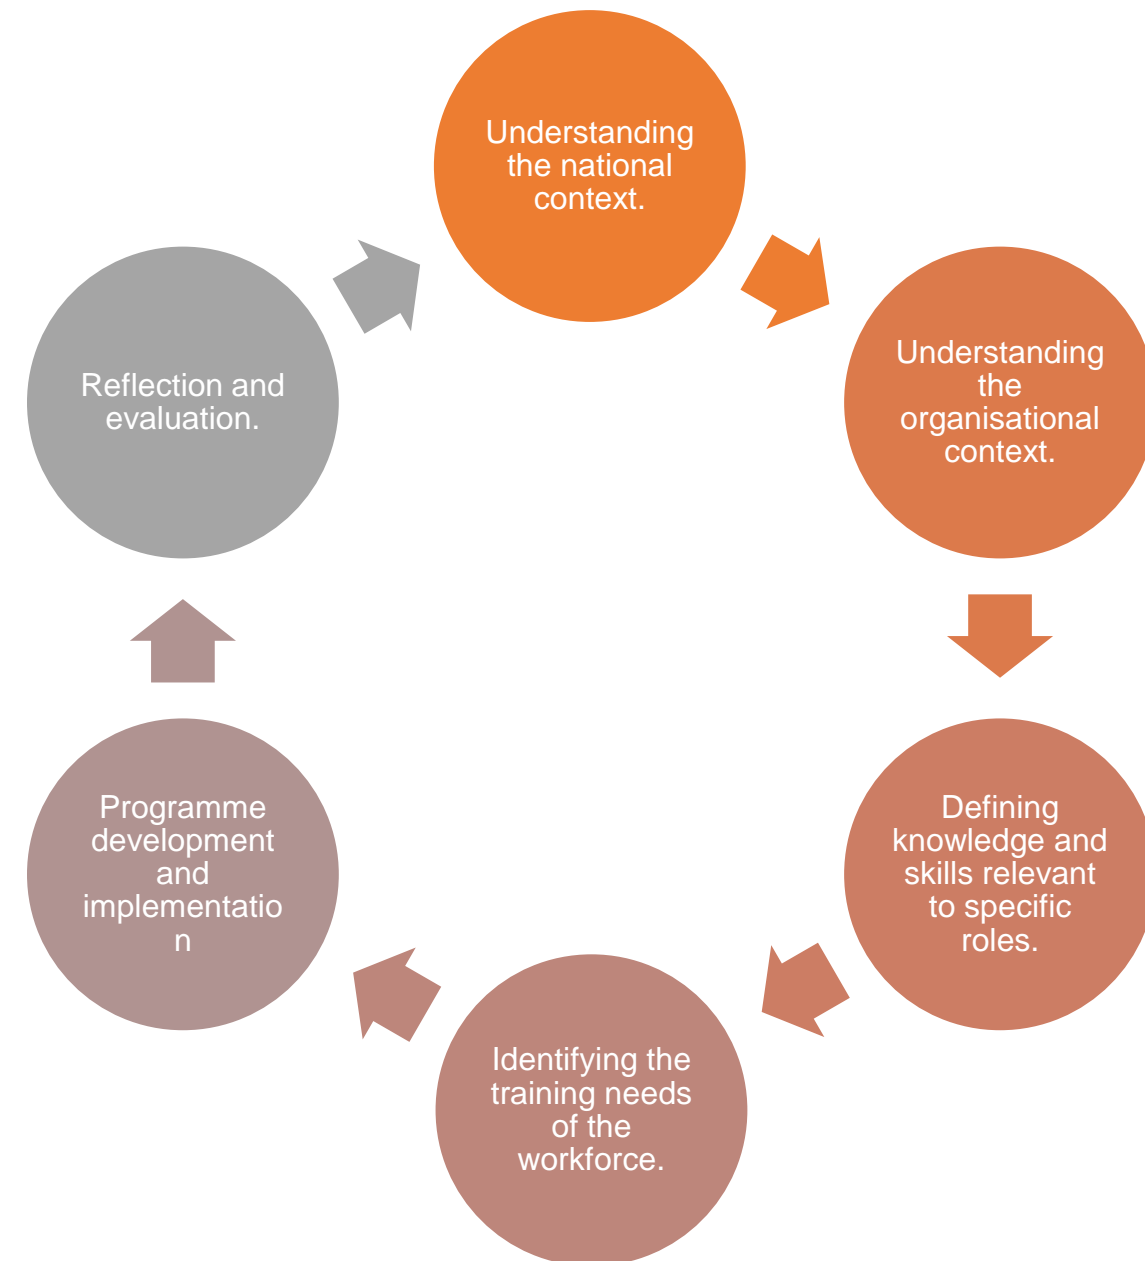 Understanding
the national
context.
Understanding
the
organisational
context.
Defining
knowledge and
skills relevant
to specific
roles.
Identifying the
training needs
of the
workforce.
Programme
development
and
implementatio
n
Reflection and
evaluation.